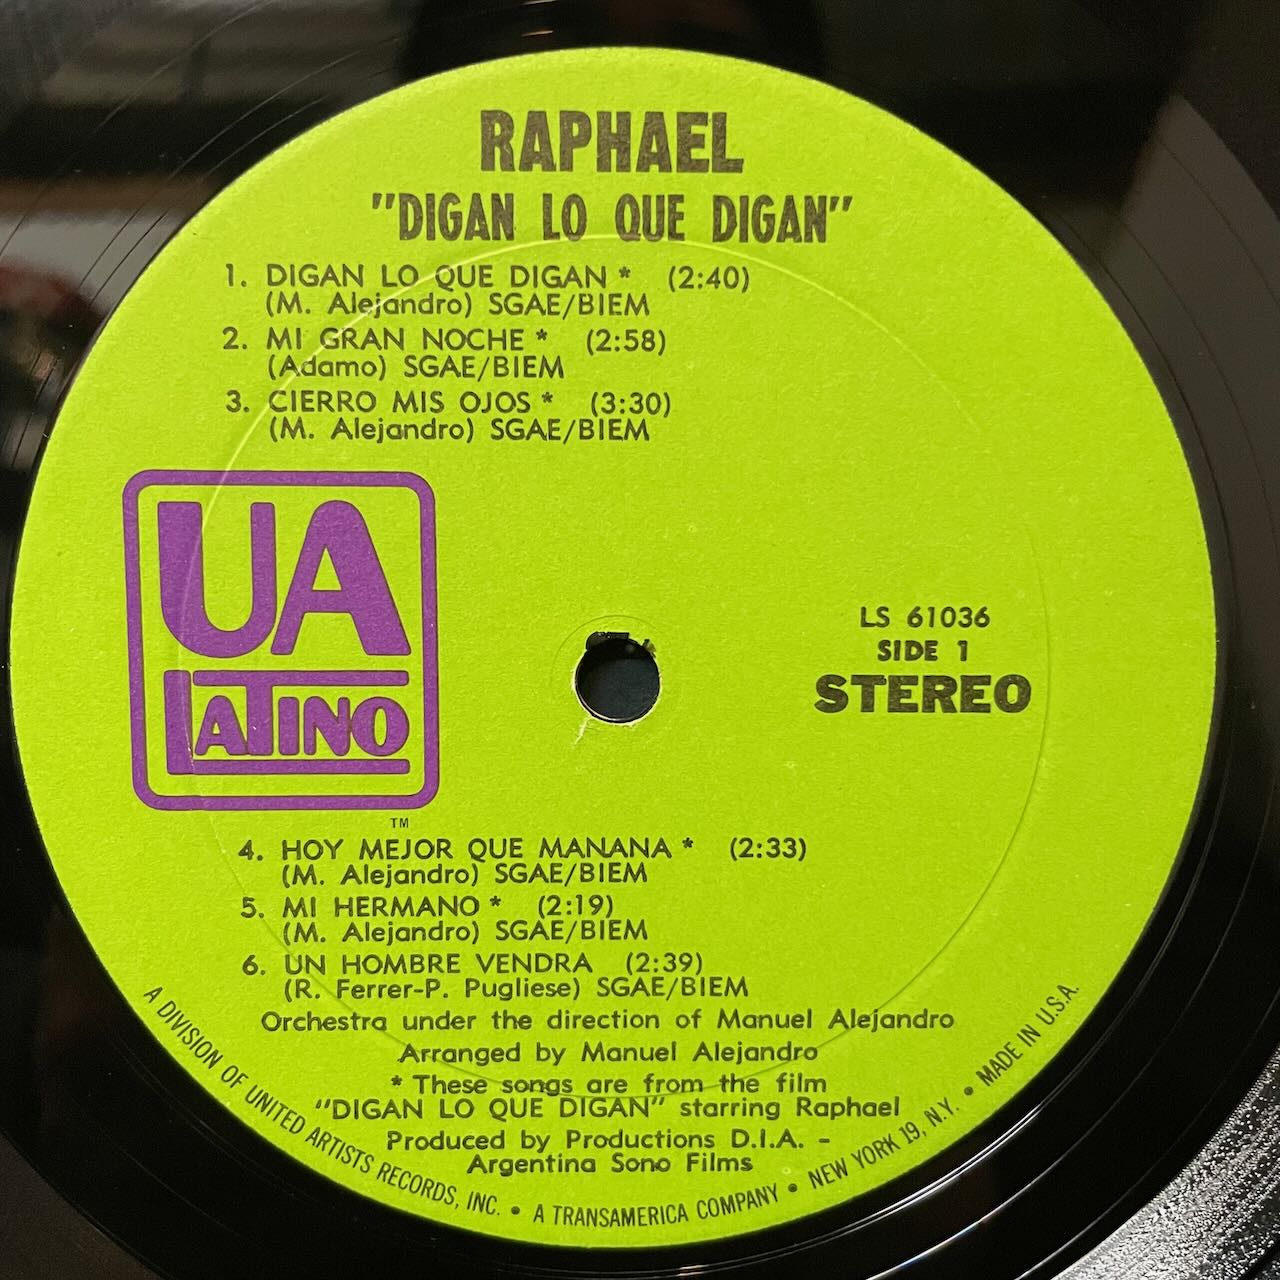 RAPHAEL
"DIGAN LO QUE DIGAN"
1. DIGAN LO QUE DIGAN * (2:40)
(M. Alejandro) SGAE/BIEM
2. MI GRAN NOCHE * (2:58)
(Adamo) SGAE/BIEM
3. CIERRO MIS OJOS * (3:30)
(M. Alejandro) SGAE/BIEM
UA
LATINO
TM
LS 61036
SIDE 1
STEREO
4. HOY MEJOR QUE MANANA * (2:33)
(M. Alejandro) SGAE/BIEM
5. MI HERMANO * (2:19)
(M. Alejandro) SGAE/BIEM
6. UN HOMBRE VENDRA (2:39)
(R. Ferrer-P. Pugliese) SGAE/BIEM
Orchestra under the direction of Manuel Alejandro
Arranged by Manuel Alejandro
* These songs are from the film
"DIGAN LO QUE DIGAN" starring Raphael
Produced by Productions D.I.A. -
Argentina Sono Films
A DIVISION OF UNITED ARTISTS RECORDS, INC. • A TRANSAMERICA COMPANY • NEW YORK 19, N.Y. • MADE IN U.S.A.